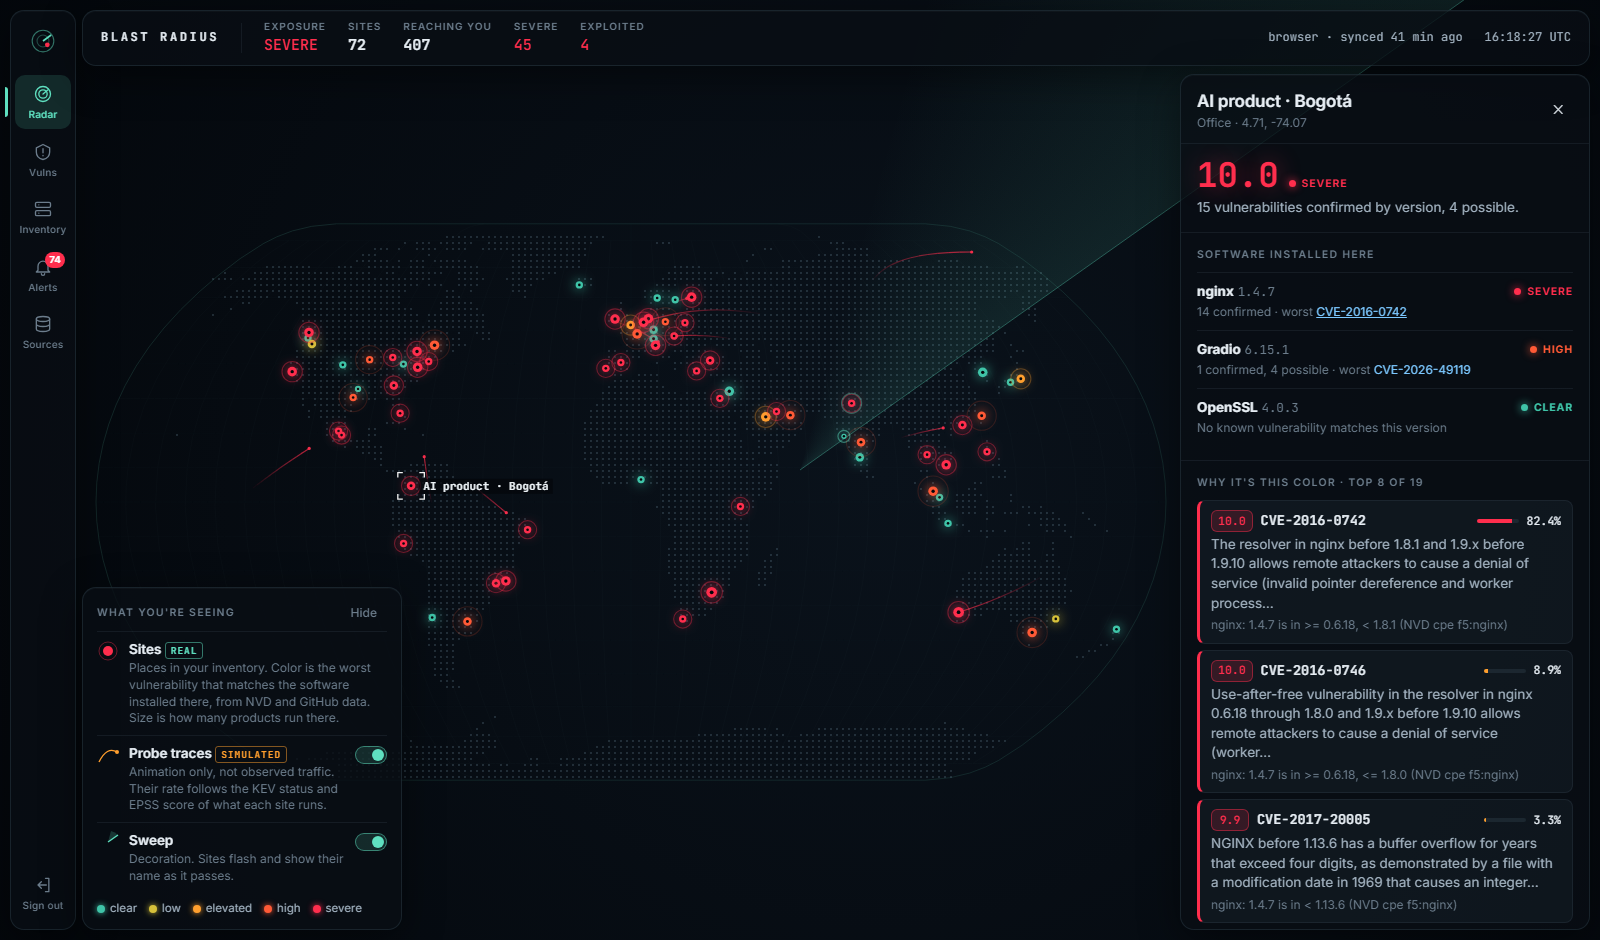 BLAST RADIUS
EXPOSURE SITES REACHING YOU SEVERE EXPLOITED
SEVERE 72 407 45 4
browser · synced 41 min ago 16:18:27 UTC
Radar
Vulns
Inventory
74
Alerts
Sources
Sign out
AI product · Bogotá
WHAT YOU'RE SEEING Hide
Sites REAL
Places in your inventory. Color is the worst
vulnerability that matches the software
installed there, from NVD and GitHub data.
Size is how many products run there.
Probe traces SIMULATED
Animation only, not observed traffic.
Their rate follows the KEV status and
EPSS score of what each site runs.
Sweep
Decoration. Sites flash and show their
name as it passes.
clear low elevated high severe
AI product · Bogotá
Office · 4.71, -74.07
10.0 SEVERE
15 vulnerabilities confirmed by version, 4 possible.
SOFTWARE INSTALLED HERE
nginx 1.4.7 SEVERE
14 confirmed · worst CVE-2016-0742
Gradio 6.15.1 HIGH
1 confirmed, 4 possible · worst CVE-2026-49119
OpenSSL 4.0.3 CLEAR
No known vulnerability matches this version
WHY IT'S THIS COLOR · TOP 8 OF 19
10.0 CVE-2016-0742 82.4%
The resolver in nginx before 1.8.1 and 1.9.x before
1.9.10 allows remote attackers to cause a denial of
service (invalid pointer dereference and worker
process...
nginx: 1.4.7 is in >= 0.6.18, < 1.8.1 (NVD cpe f5:nginx)
10.0 CVE-2016-0746 8.9%
Use-after-free vulnerability in the resolver in nginx
0.6.18 through 1.8.0 and 1.9.x before 1.9.10 allows
remote attackers to cause a denial of service
(worker...
nginx: 1.4.7 is in >= 0.6.18, <= 1.8.0 (NVD cpe f5:nginx)
9.9 CVE-2017-20005 3.3%
NGINX before 1.13.6 has a buffer overflow for years
that exceed four digits, as demonstrated by a file with
a modification date in 1969 that causes an integer...
nginx: 1.4.7 is in < 1.13.6 (NVD cpe f5:nginx)